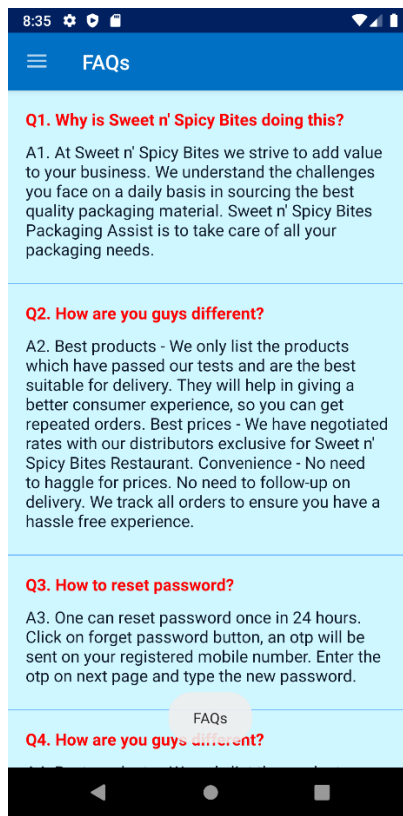 8:35
FAQs
Q1. Why is Sweet n' Spicy Bites doing this?
A1. At Sweet n' Spicy Bites we strive to add value
to your business. We understand the challenges
you face on a daily basis in sourcing the best
quality packaging material. Sweet n' Spicy Bites
Packaging Assist is to take care of all your
packaging needs.
Q2. How are you guys different?
A2. Best products - We only list the products
which have passed our tests and are the best
suitable for delivery. They will help in giving a
better consumer experience, so you can get
repeated orders. Best prices - We have negotiated
rates with our distributors exclusive for Sweet n'
Spicy Bites Restaurant. Convenience - No need
to haggle for prices. No need to follow-up on
delivery. We track all orders to ensure you have a
hassle free experience.
Q3. How to reset password?
A3. One can reset password once in 24 hours.
Click on forget password button, an otp will be
sent on your registered mobile number. Enter the
otp on next page and type the new password.
FAQs
Q4. How are you guys different?